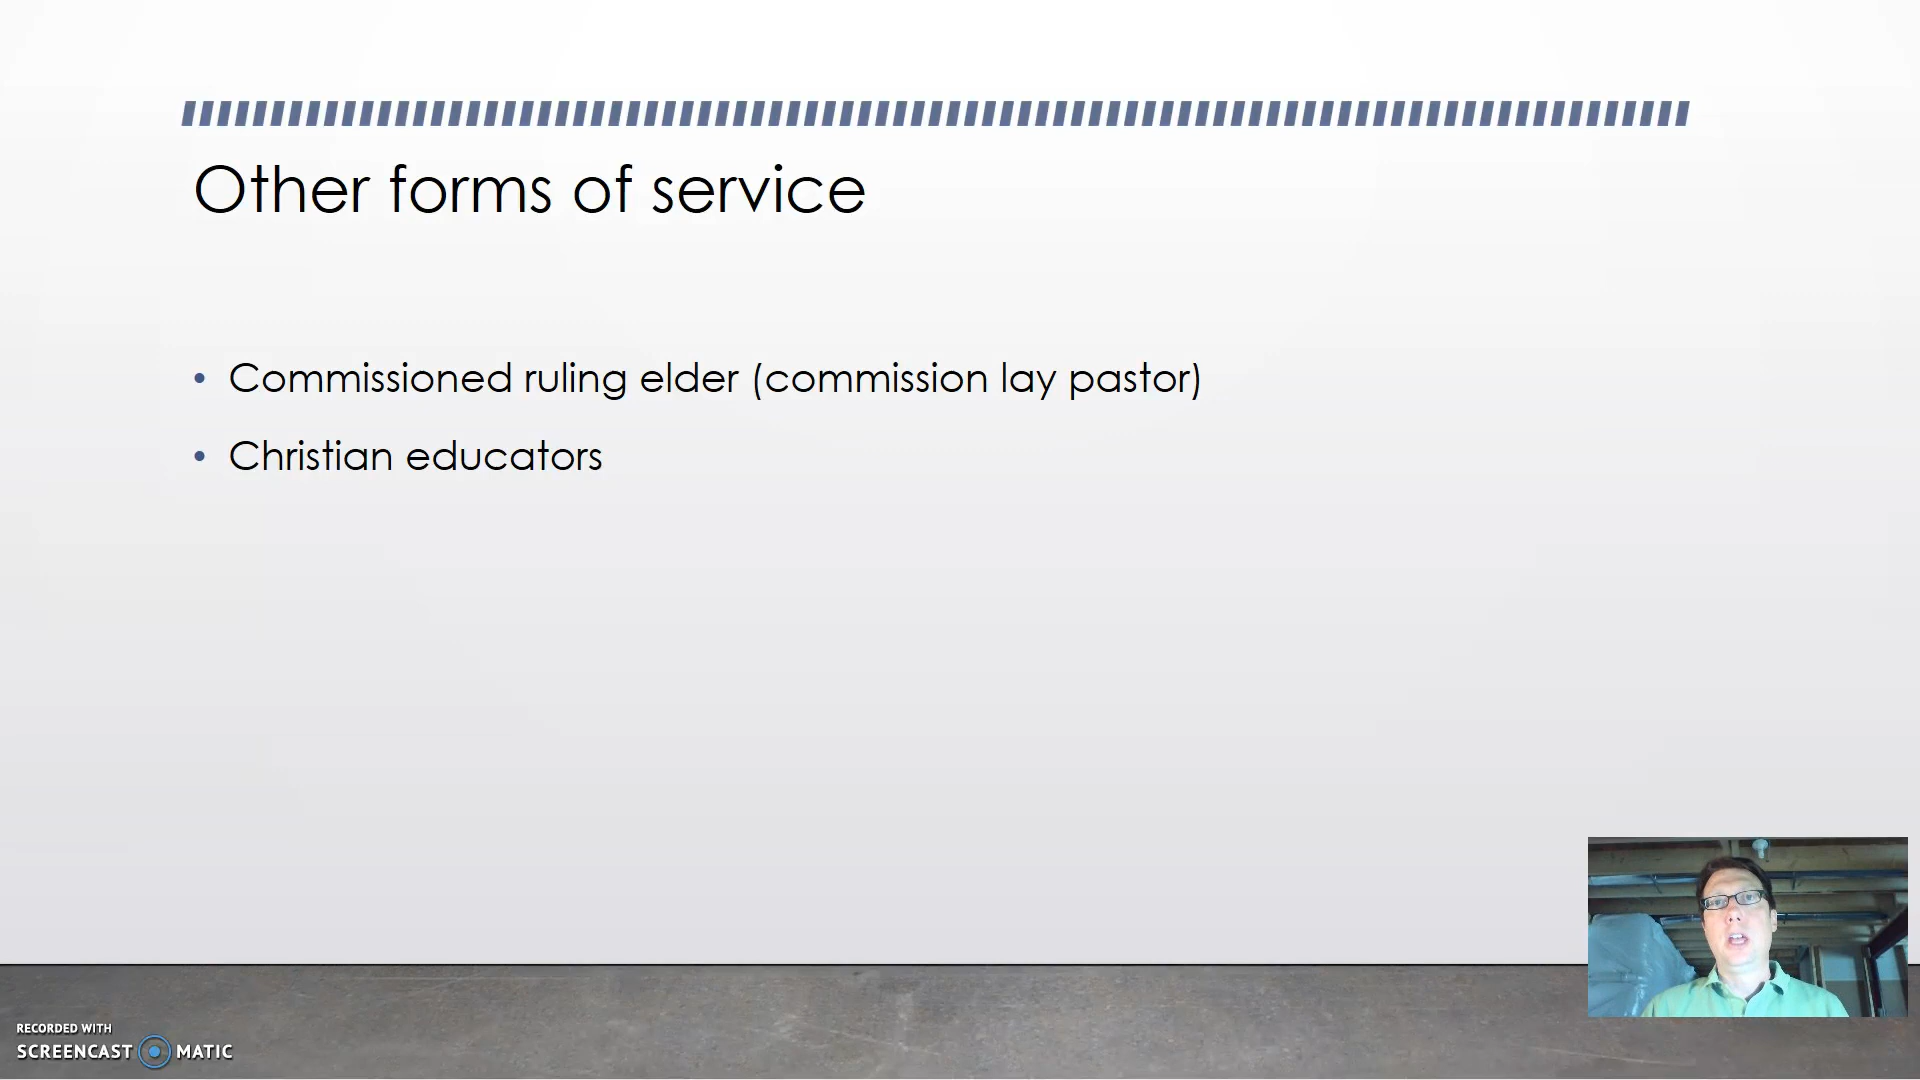 Other forms of service
• Commissioned ruling elder (commission lay pastor)
• Christian educators
RECORDED WITH
SCREENCAST MATIC